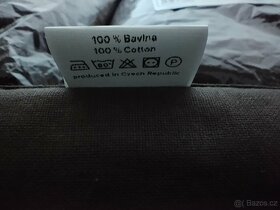 100 % Bavlna
100 % Cotton
60°
P
produced in Czech Republic
Bazos.cz